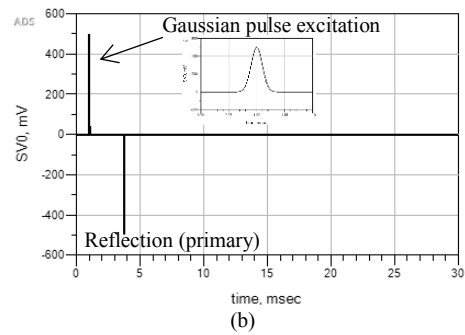 ADS
Gaussian pulse excitation
600
400
200
0
-200
-400
-600
SV0, mV
Reflection (primary)
0 5 10 15 20 25 30
time, msec
(b)